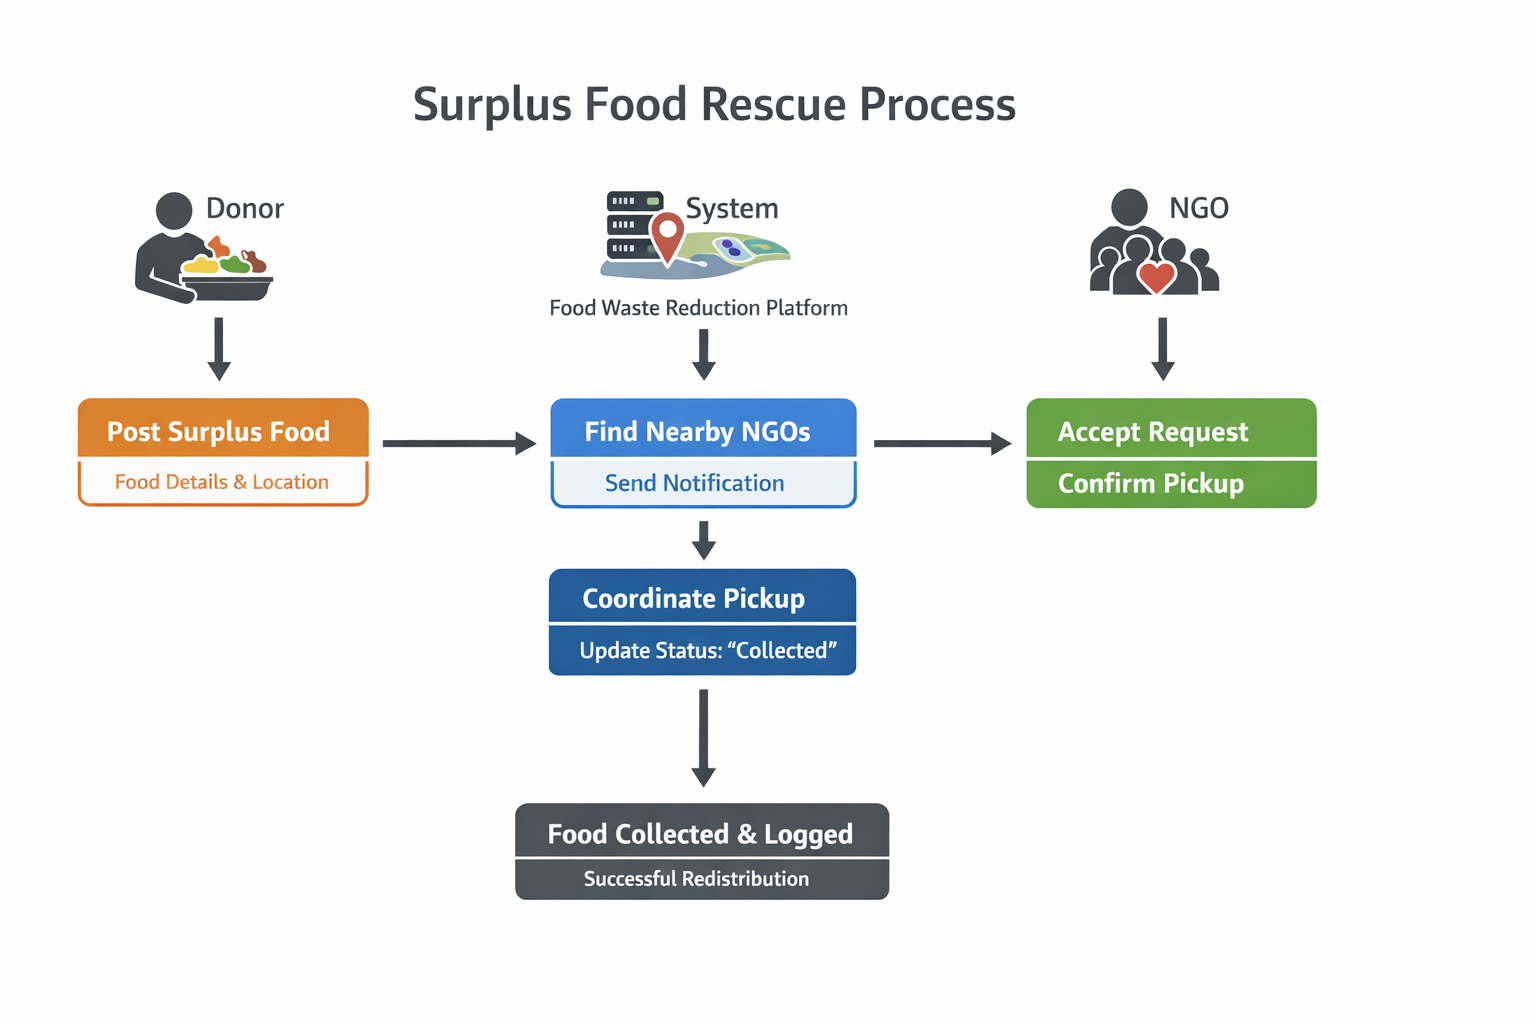 Surplus Food Rescue Process
Donor
System
NGO
Food Waste Reduction Platform
Post Surplus Food
Food Details & Location
Find Nearby NGOs
Send Notification
Accept Request
Confirm Pickup
Coordinate Pickup
Update Status: “Collected”
Food Collected & Logged
Successful Redistribution